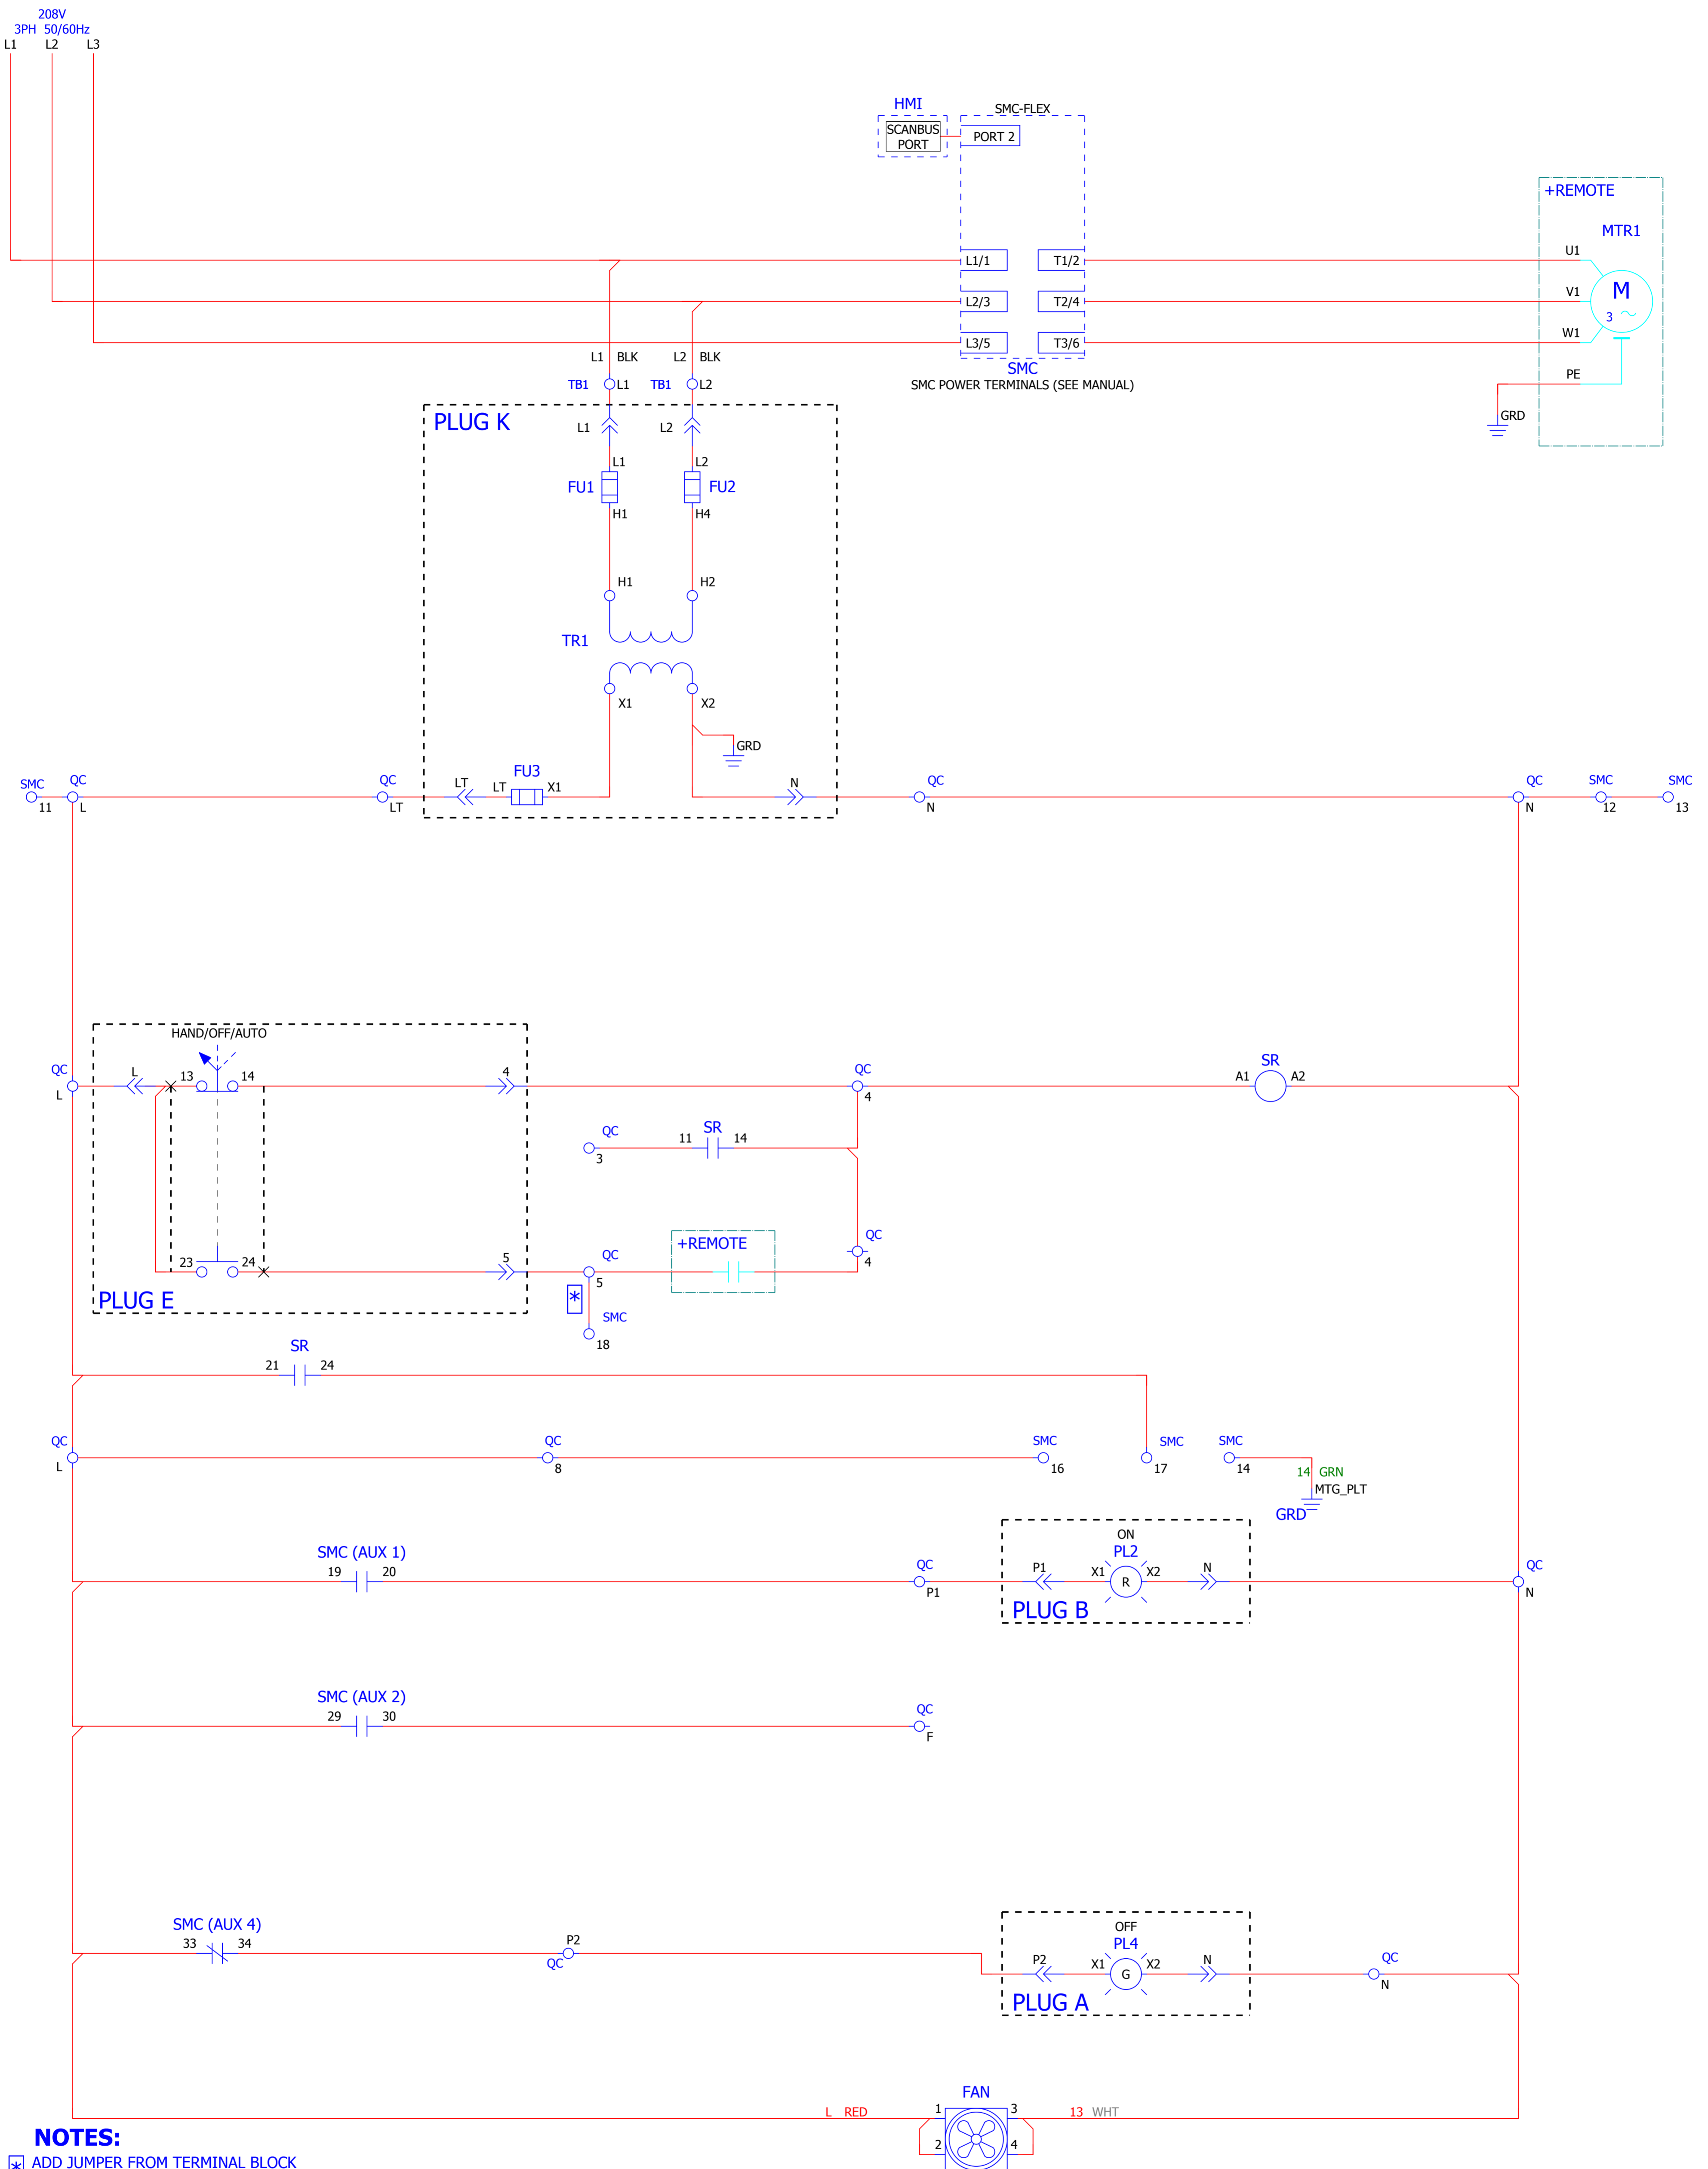 208V
3PH 50/60Hz
L1 L2 L3
HMI
SCANBUS
PORT
SMC-FLEX
PORT 2
+REMOTE
MTR1
L1/1 T1/2 U1
L2/3 T2/4 V1
M
3
L3/5 T3/6 W1
SMC
SMC POWER TERMINALS (SEE MANUAL)
PE
GRD
L1 BLK L2 BLK
TB1 L1 TB1 L2
PLUG K
L1 L2
L1 L2
FU1 FU2
H1 H4
H1 H2
TR1
X1 X2
GRD
SMC QC QC LT LT FU3 X1 N QC QC SMC SMC
11 L LT N N 12 13
HAND/OFF/AUTO
QC L 13 14 4 QC A1 SR A2
L 4
QC 11 SR 14
3
23 24 5 QC +REMOTE QC
PLUG E 5 4
*
SMC
18
SR
21 24
QC QC SMC SMC SMC
L 8 16 17 14
14 GRN
MTG_PLT
GRD
SMC (AUX 1)
19 20
QC
P1
ON
PL2
P1 X1 R X2 N
PLUG B
QC
N
SMC (AUX 2)
29 30
QC
F
SMC (AUX 4)
33 34
P2
QC
OFF
PL4
P2 X1 G X2 N
PLUG A
QC
N
FAN
L RED 1 3 13 WHT
2 4
NOTES:
* ADD JUMPER FROM TERMINAL BLOCK